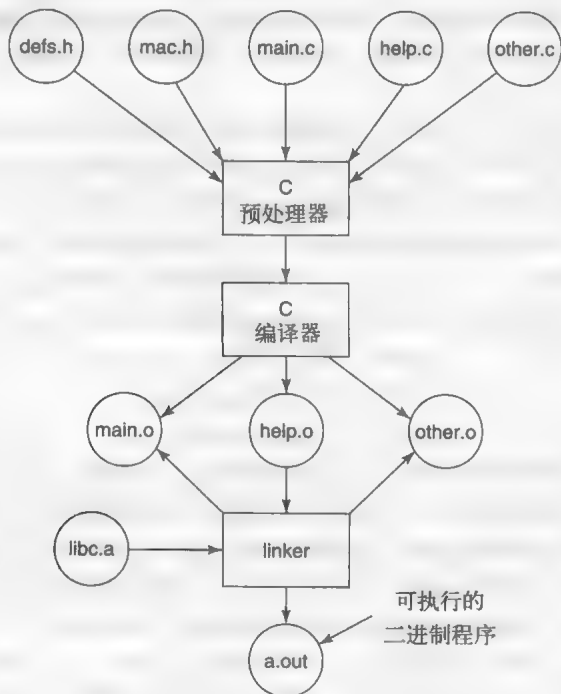 defs.h
mac.h
main.c
help.c
other.c
C
预处理器
C
编译器
main.o
help.o
other.o
libc.a
linker
可执行的
二进制程序
a.out